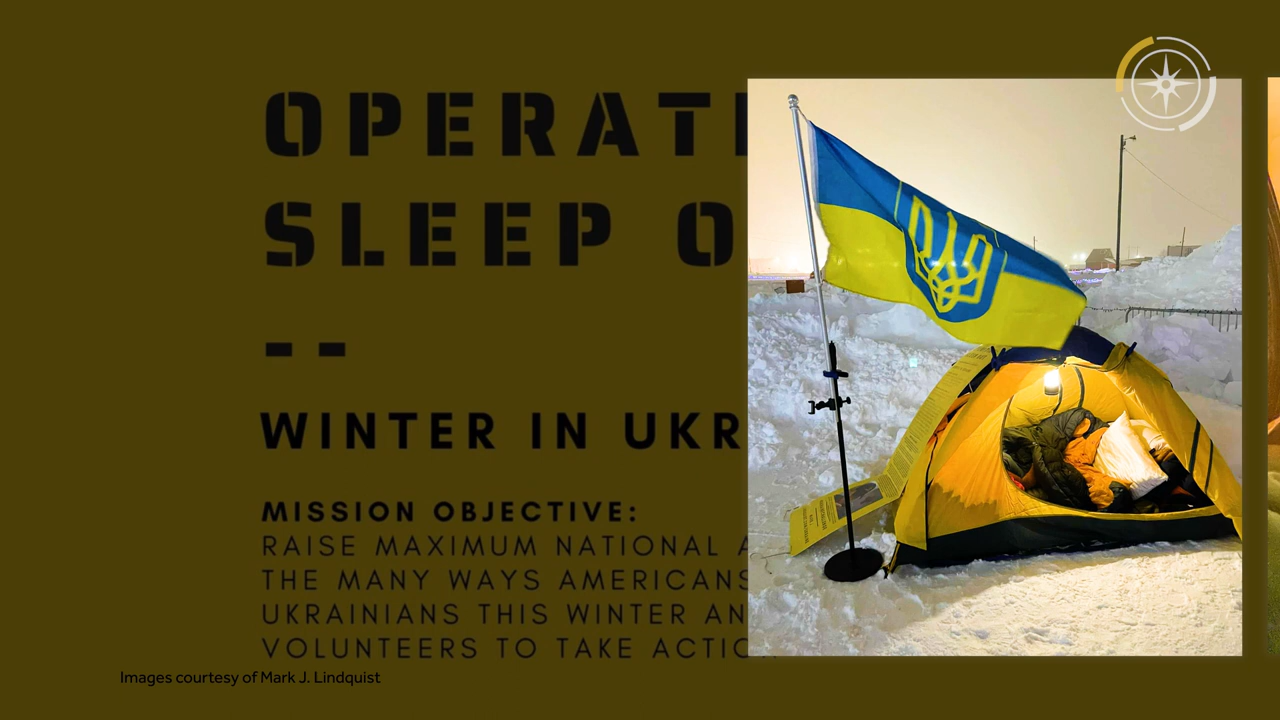 OPERATI
SLEEP O
--
WINTER IN UKR
MISSION OBJECTIVE:
RAISE MAXIMUM NATIONAL A
THE MANY WAYS AMERICANS
UKRAINIANS THIS WINTER AN
VOLUNTEERS TO TAKE ACTIO
Images courtesy of Mark J. Lindquist